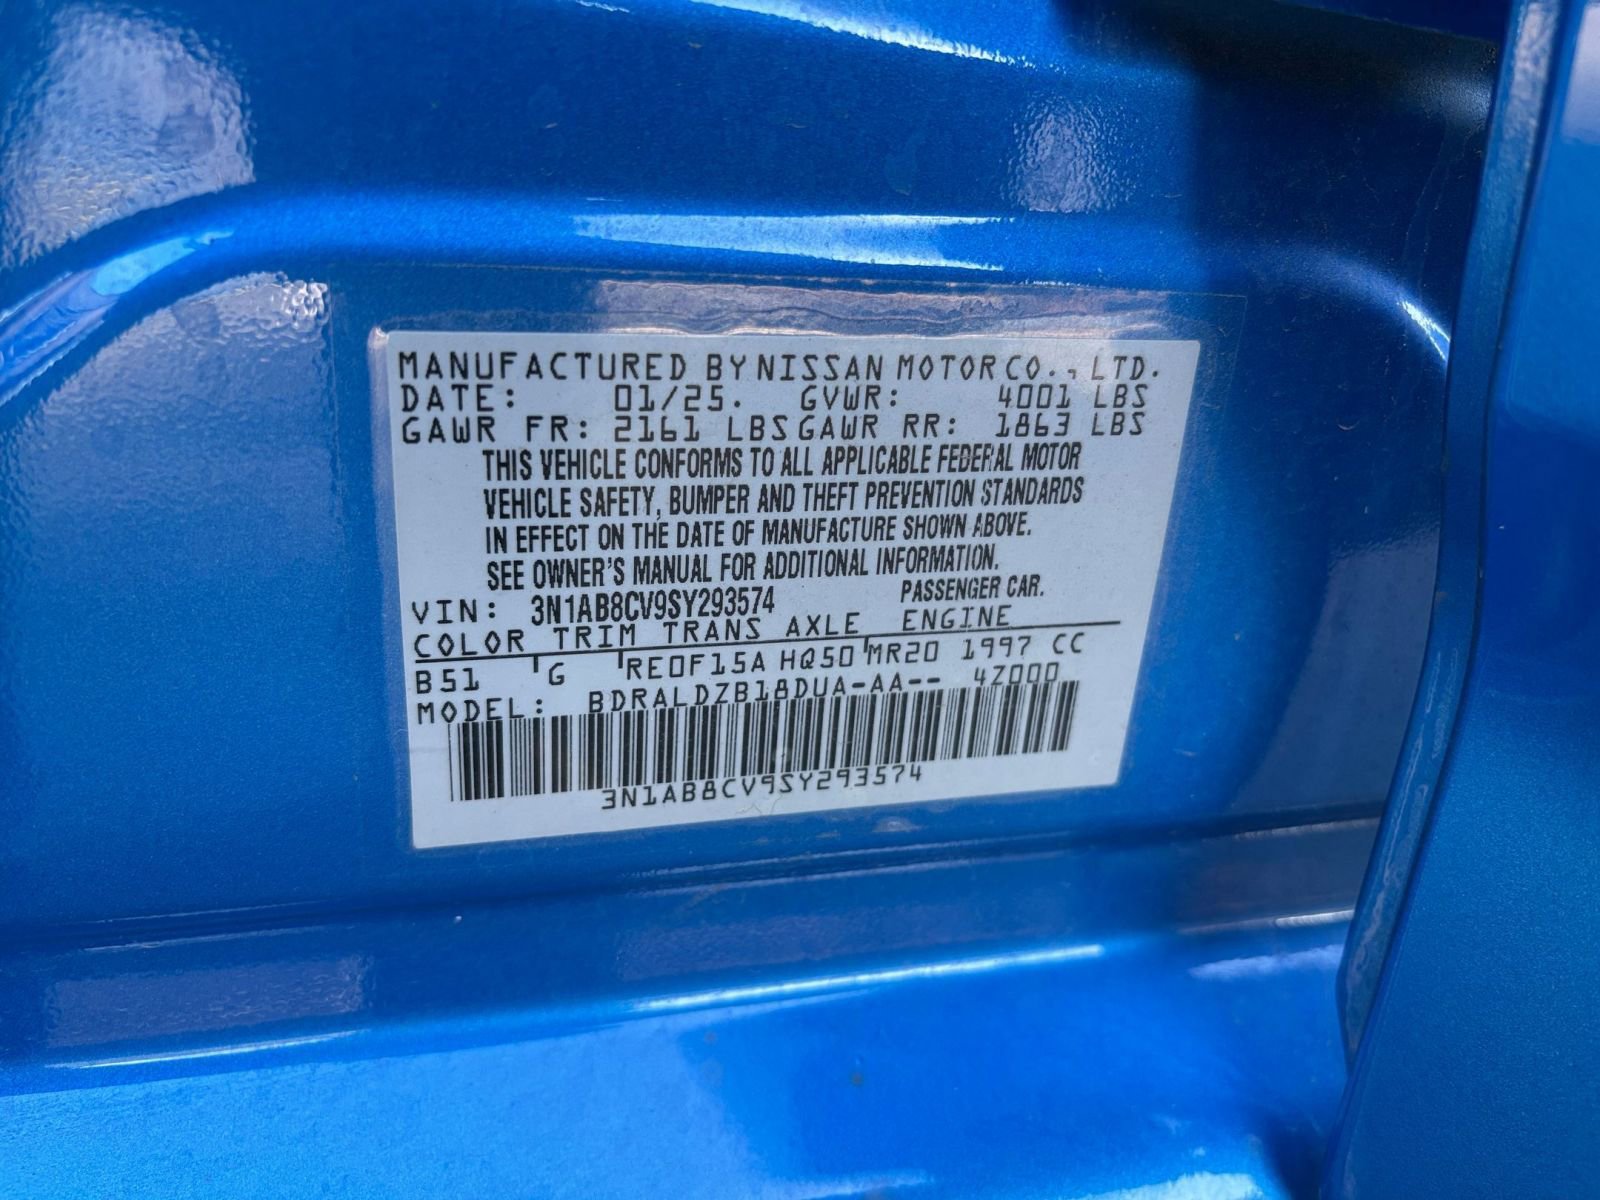 MANUFACTURED BY NISSAN MOTOR CO., LTD.
DATE: 01/25. GVWR: 4001 LBS
GAWR FR: 2161 LBS GAWR RR: 1863 LBS
THIS VEHICLE CONFORMS TO ALL APPLICABLE FEDERAL MOTOR
VEHICLE SAFETY, BUMPER AND THEFT PREVENTION STANDARDS
IN EFFECT ON THE DATE OF MANUFACTURE SHOWN ABOVE.
SEE OWNER'S MANUAL FOR ADDITIONAL INFORMATION.
VIN: 3N1AB8CV9SY293574 PASSENGER CAR.
COLOR TRIM TRANS AXLE ENGINE
B51 G RE0F15A HQ50 MR20 1997 CC
MODEL: BDRALDZB18DUA-AA-- 4Z000
3N1AB8CV9SY293574